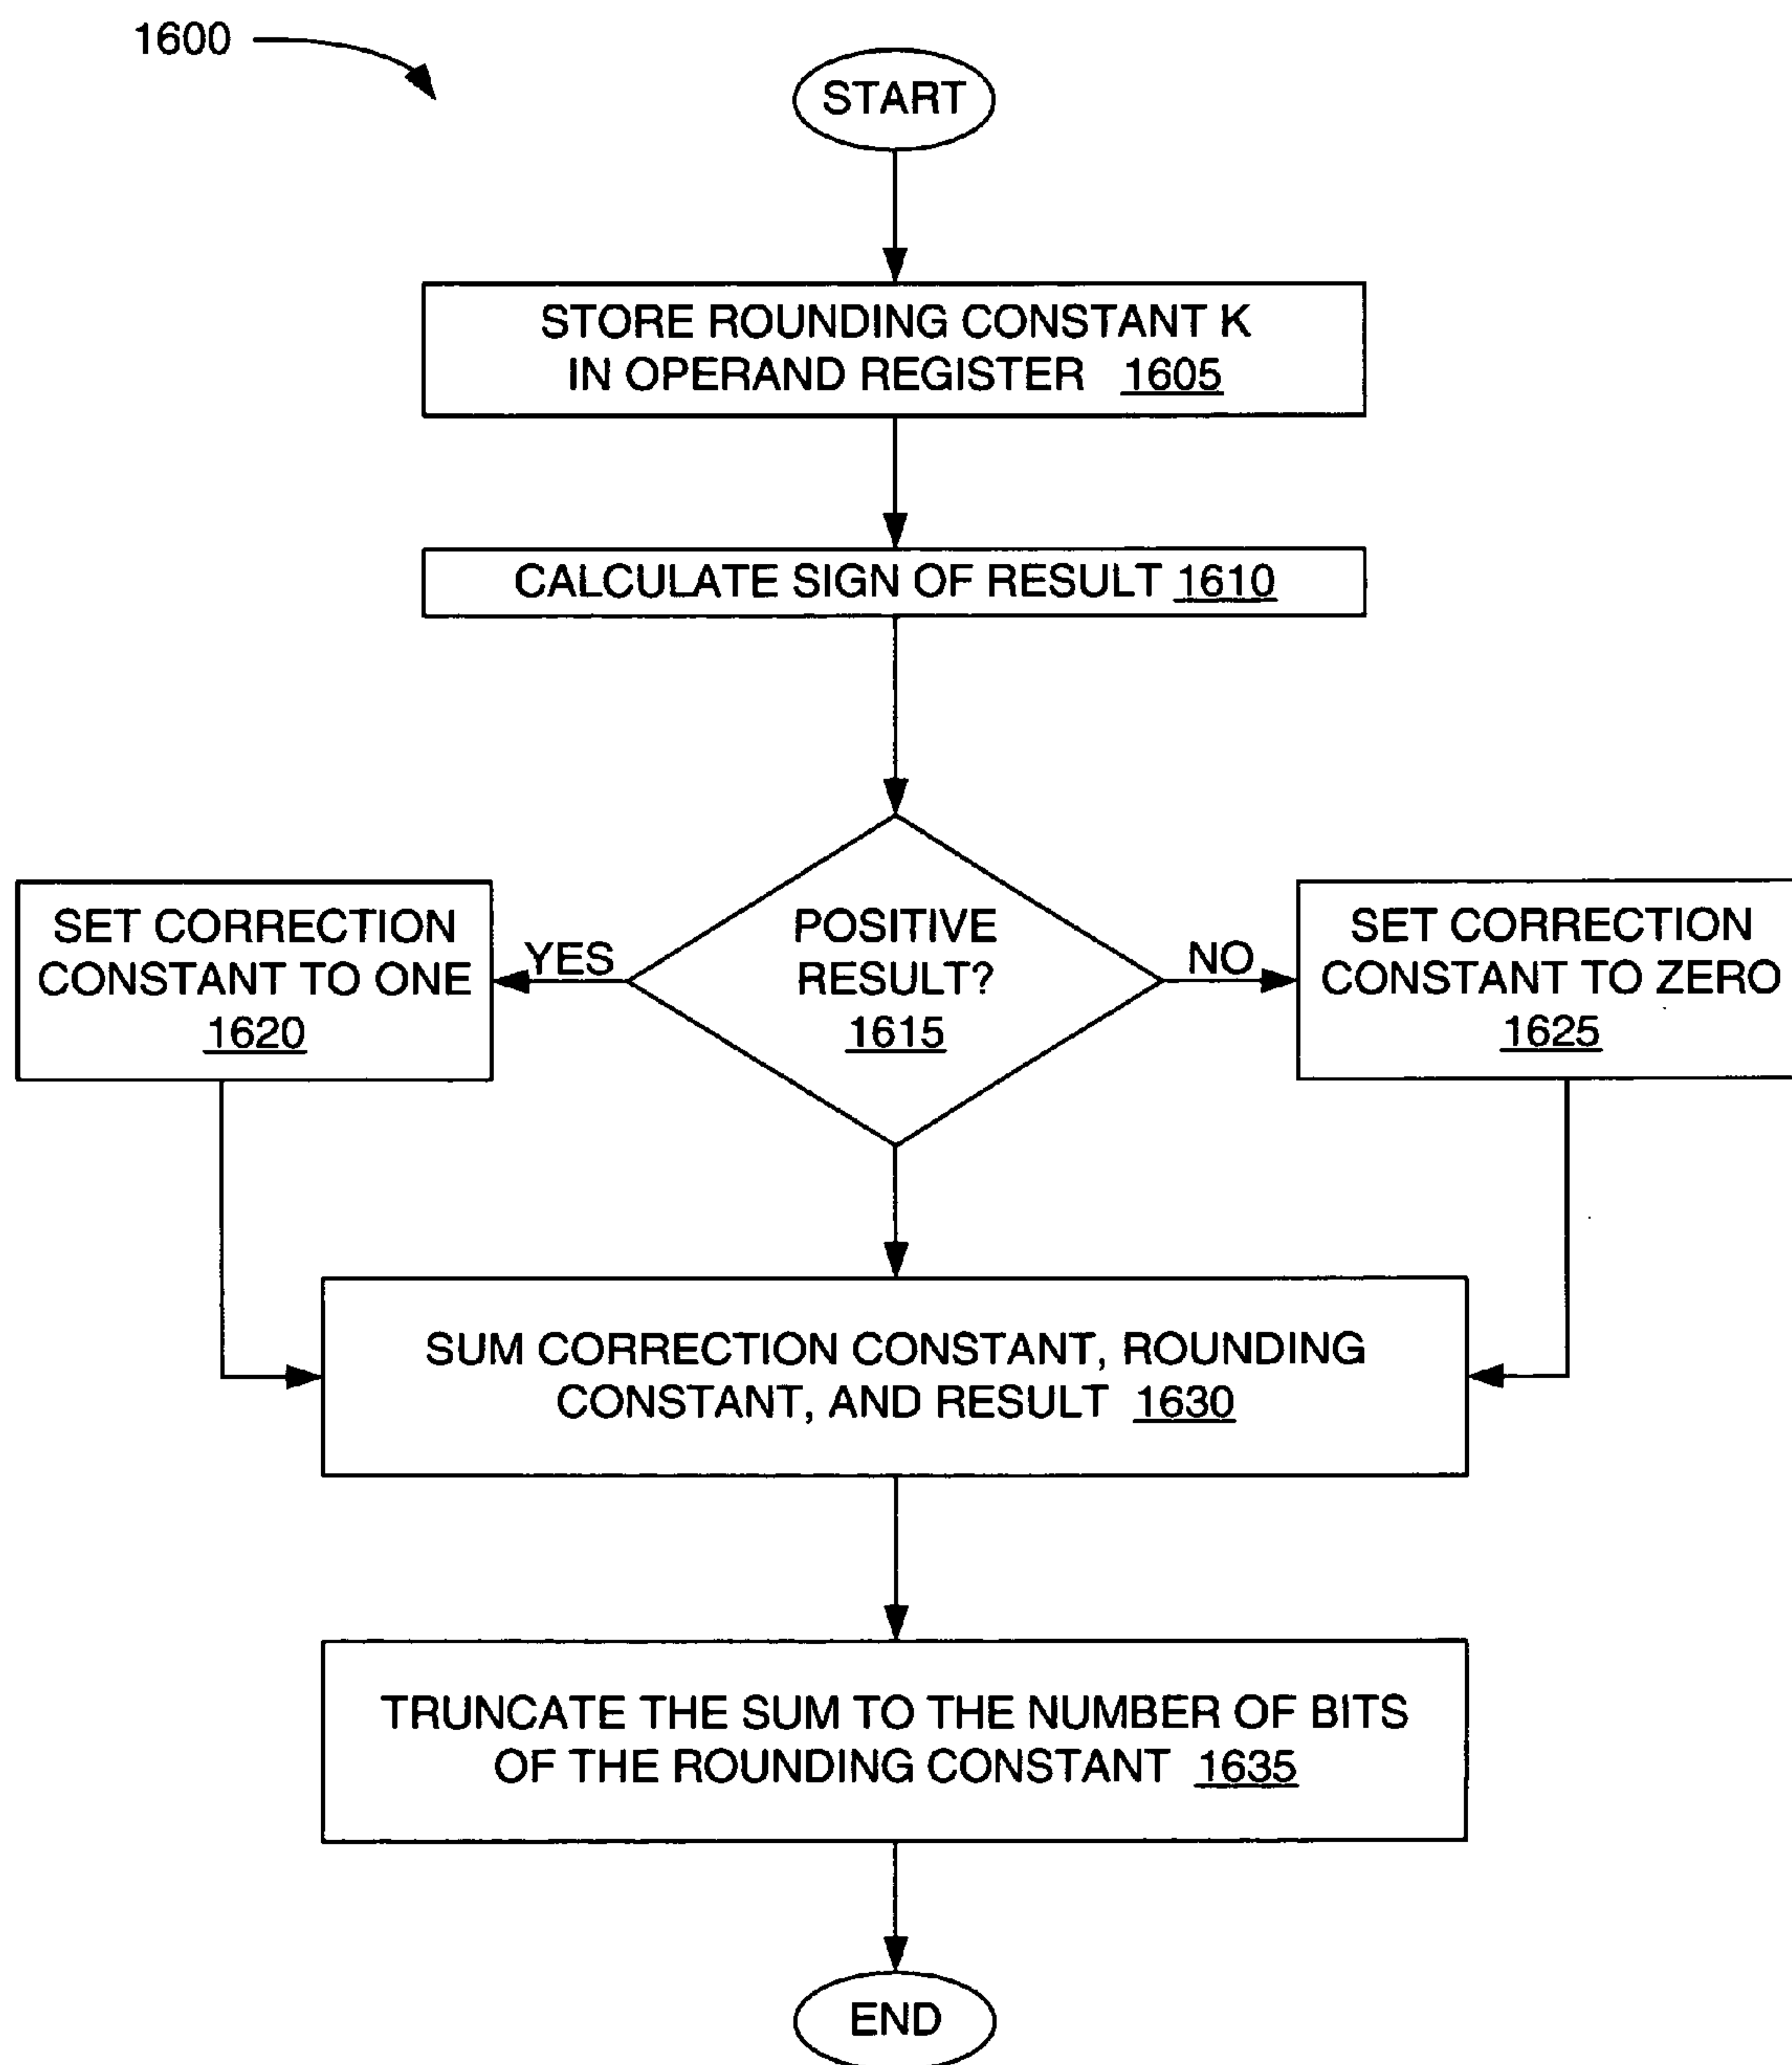 1600
START
STORE ROUNDING CONSTANT K
IN OPERAND REGISTER 1605
CALCULATE SIGN OF RESULT 1610
POSITIVE
RESULT?
1615
YES
NO
SET CORRECTION
CONSTANT TO ONE
1620
SET CORRECTION
CONSTANT TO ZERO
1625
SUM CORRECTION CONSTANT, ROUNDING
CONSTANT, AND RESULT 1630
TRUNCATE THE SUM TO THE NUMBER OF BITS
OF THE ROUNDING CONSTANT 1635
END